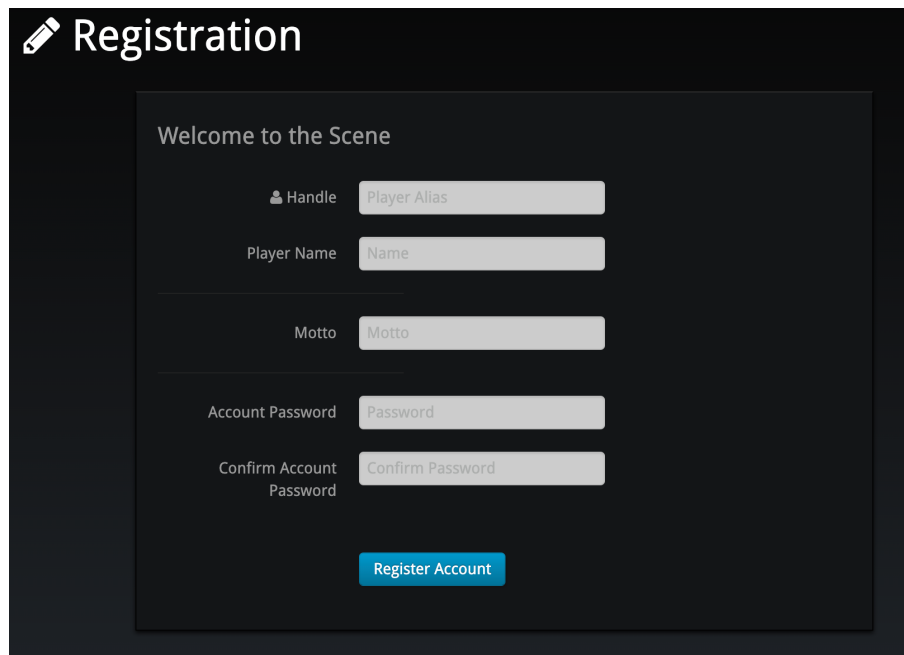 Registration
Welcome to the Scene
Handle
Player Alias
Player Name
Name
Motto
Motto
Account Password
Password
Confirm Account
Password
Confirm Password
Register Account